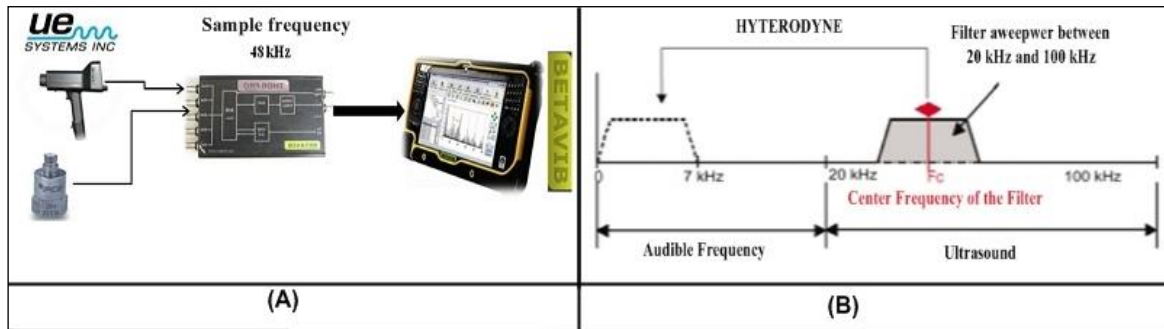 ue
SYSTEMS INC
Sample frequency
48kHz
BETAVIB
(A)
HYTERODYNE
Filter aweepwer between
20 kHz and 100 kHz
0
7 kHz
20 kHz
Fc
100 kHz
Center Frequency of the Filter
Audible Frequency
Ultrasound
(B)